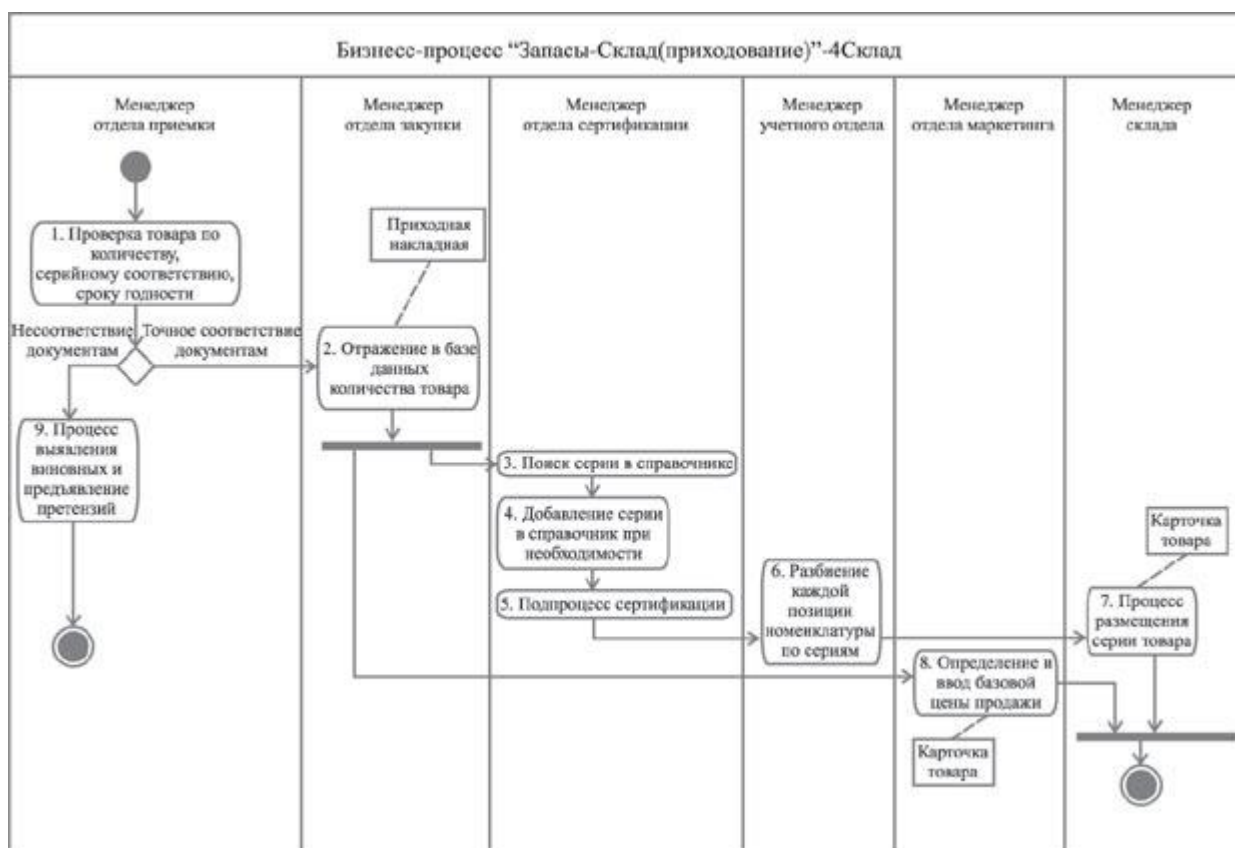 Бизнесс-процесс “Запасы-Склад(приходование)”-4Склад
Менеджер
отдела приемки
Менеджер
отдела закупки
Менеджер
отдела сертификации
Менеджер
учетного отдела
Менеджер
отдела маркетинга
Менеджер
склада
1. Проверка товара по
количеству,
серийному соответствию,
сроку годности
Приходная
накладная
Несоответствие
документам
Точное соответствие
документам
2. Отражение в базе
данных
количества товара
9. Процесс
выявления
виновных и
предъявление
претензий
3. Поиск серии в справочнике
4. Добавление серии
в справочник при
необходимости
5. Подпроцесс сертификации
6. Разбиение
каждой
позиции
номенклатуры
по сериям
Карточка
товара
7. Процесс
размещения
серии товара
8. Определение и
ввод базовой
цены продажи
Карточка
товара